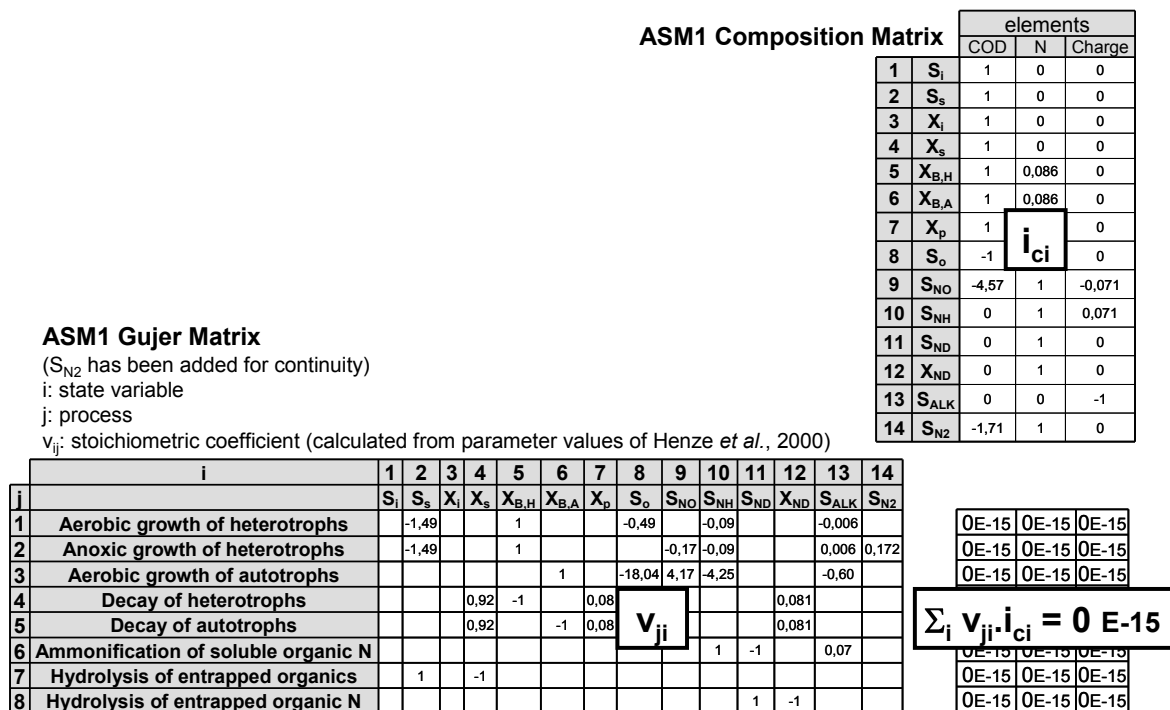 ASM1 Composition Matrix
elements
COD N Charge
1 Si 1 0 0
2 Ss 1 0 0
3 Xi 1 0 0
4 Xs 1 0 0
5 XB,H 1 0,086 0
6 XB,A 1 0,086 0
7 Xp 1 0
8 So -1 0
ici
9 SNO -4,57 1 -0,071
10 SNH 0 1 0,071
11 SND 0 1 0
12 XND 0 1 0
13 SALK 0 0 -1
14 SN2 -1,71 1 0
ASM1 Gujer Matrix
(SN2 has been added for continuity)
i: state variable
j: process
vij: stoichiometric coefficient (calculated from parameter values of Henze et al., 2000)
i 1 2 3 4 5 6 7 8 9 10 11 12 13 14
j Si Ss Xi Xs XB,H XB,A Xp So SNO SNH SND XND SALK SN2
1 Aerobic growth of heterotrophs -1,49 1 -0,49 -0,09 -0,006 0E-15 0E-15 0E-15
2 Anoxic growth of heterotrophs -1,49 1 -0,17 -0,09 0,006 0,172 0E-15 0E-15 0E-15
3 Aerobic growth of autotrophs 1 -18,04 4,17 -4,25 -0,60 0E-15 0E-15 0E-15
4 Decay of heterotrophs 0,92 -1 0,08 0,081
5 Decay of autotrophs 0,92 -1 0,08 0,081
vji
Σi vji.ici = 0 E-15
6 Ammonification of soluble organic N 1 -1 0,07 0E-15 0E-15 0E-15
7 Hydrolysis of entrapped organics 1 -1 0E-15 0E-15 0E-15
8 Hydrolysis of entrapped organic N 1 -1 0E-15 0E-15 0E-15